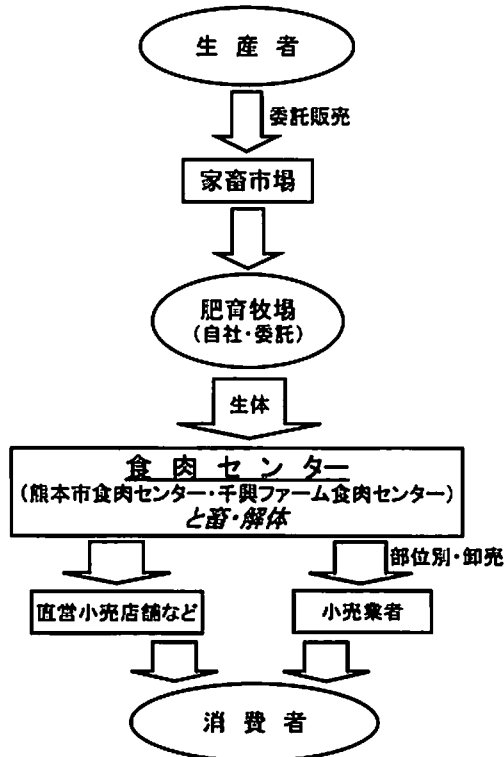 生産者
委託販売
家畜市場
肥育牧場
(自社・委託)
生体
食肉センター
(熊本市食肉センター・千興ファーム食肉センター)
と畜・解体
部位別・卸売
直営小売店舗など
小売業者
消費者